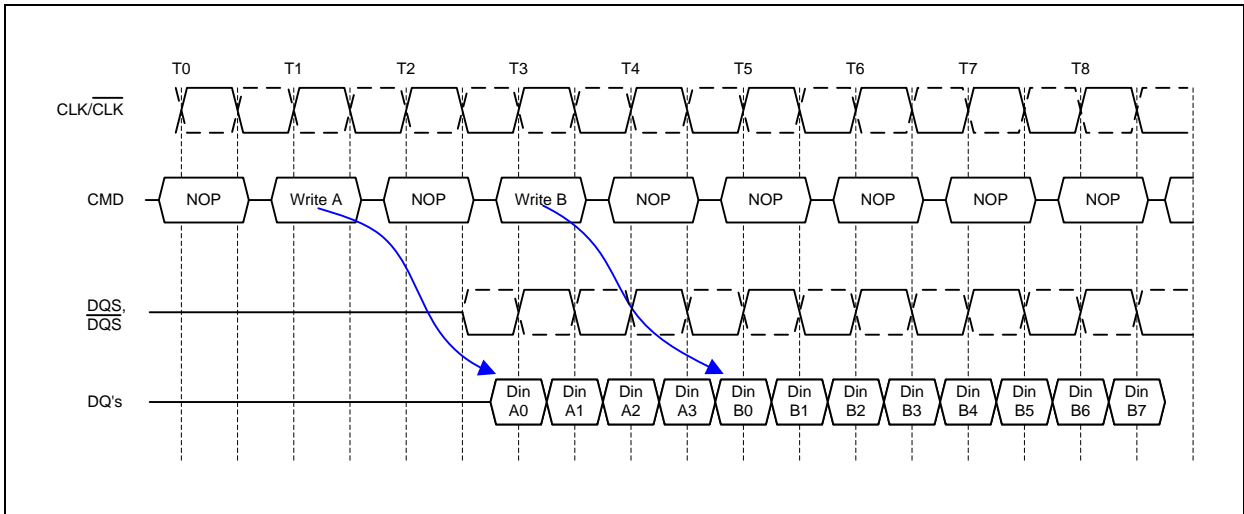 T0 T1 T2 T3 T4 T5 T6 T7 T8
CLK/C̅L̅K̅
CMD NOP Write A NOP Write B NOP NOP NOP NOP NOP
DQS,
D̅Q̅S̅
DQ's Din Din Din Din Din Din Din Din Din Din Din Din
A0 A1 A2 A3 B0 B1 B2 B3 B4 B5 B6 B7